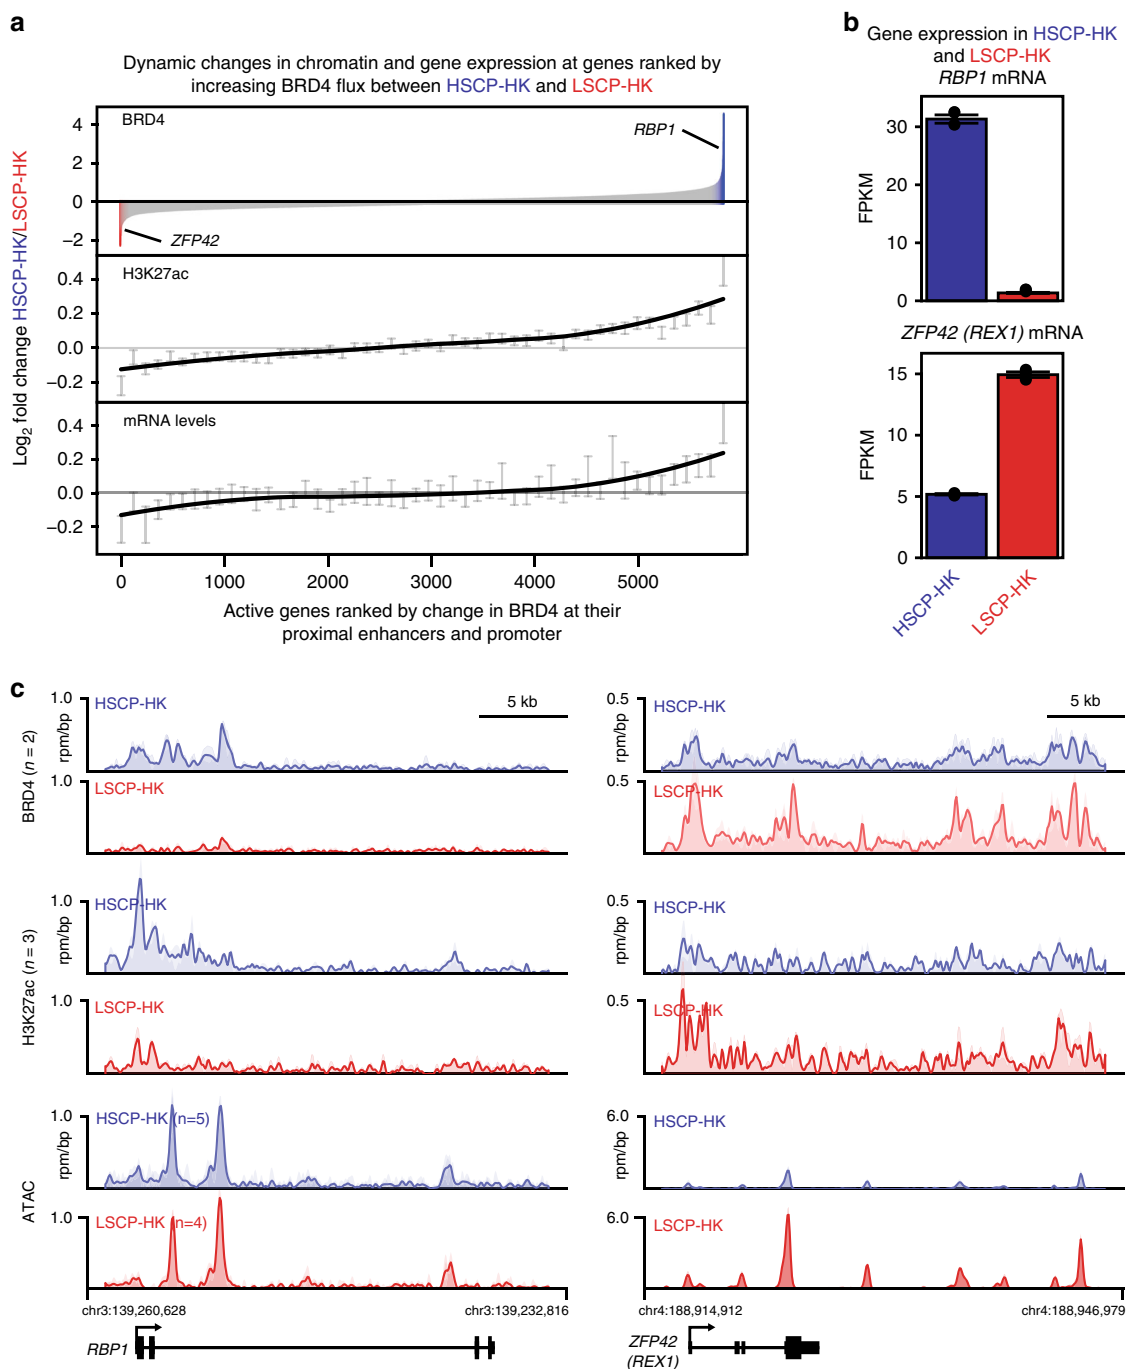 a
Dynamic changes in chromatin and gene expression at genes ranked by
increasing BRD4 flux between HSCP-HK and LSCP-HK
Log2 fold change HSCP-HK/LSCP-HK
BRD4
4
2
0
−2
RBP1
ZFP42
H3K27ac
0.4
0.2
0.0
−0.2
mRNA levels
0.4
0.2
0.0
−0.2
0 1000 2000 3000 4000 5000
Active genes ranked by change in BRD4 at their
proximal enhancers and promoter
b
Gene expression in HSCP-HK
and LSCP-HK
RBP1 mRNA
FPKM
30
20
10
0
ZFP42 (REX1) mRNA
FPKM
15
10
5
0
HSCP-HK
LSCP-HK
c
BRD4 (n = 2)
1.0
rpm/bp
HSCP-HK
5 kb
1.0
LSCP-HK
0.5
rpm/bp
HSCP-HK
5 kb
0.5
LSCP-HK
H3K27ac (n = 3)
1.0
rpm/bp
HSCP-HK
1.0
LSCP-HK
0.5
rpm/bp
HSCP-HK
0.5
LSCP-HK
ATAC
1.0
rpm/bp
HSCP-HK (n=5)
1.0
LSCP-HK (n=4)
6.0
rpm/bp
HSCP-HK
6.0
LSCP-HK
chr3:139,260,628 chr3:139,232,816
RBP1
chr4:188,914,912 chr4:188,946,979
ZFP42
(REX1)